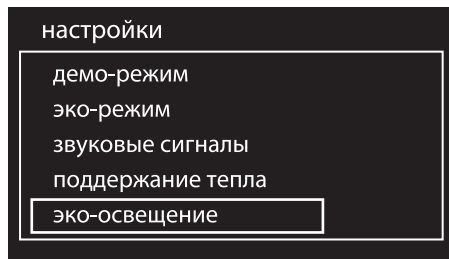 настройки
демо-режим
эко-режим
звуковые сигналы
поддержание тепла
эко-освещение